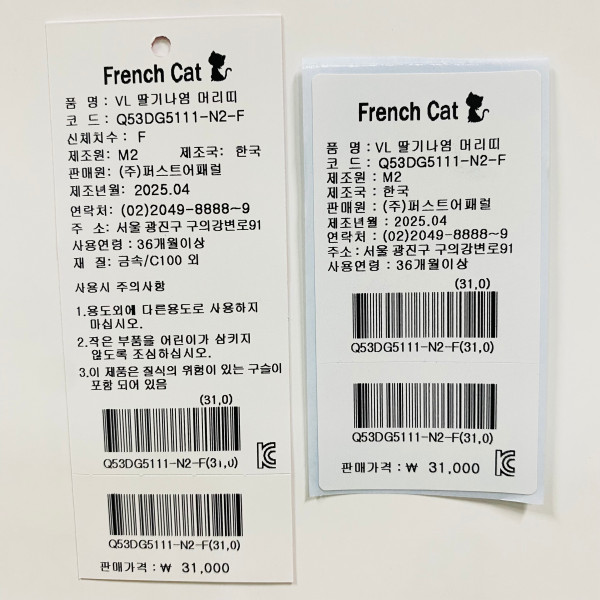 French Cat
품 명 : VL 딸기나염 머리띠
코 드 : Q53DG5111-N2-F
신체치수 : F
제조원: M2 제조국: 한국
판매원: (주)퍼스트어패럴
제조년월: 2025.04
연락처: (02)2049-8888~9
주 소: 서울 광진구 구의강변로91
사용연령 : 36개월이상
재 질: 금속/C100 외
사용시 주의사항
1.용도외에 다른용도로 사용하지
마십시오.
2.작은 부품을 어린이가 삼키지
않도록 조심하십시오.
3.이 제품은 질식의 위험이 있는 구슬이
포함 되어 있음
(31,0)
Q53DG5111-N2-F(31,0)
Q53DG5111-N2-F(31,0)
판매가격 : ₩ 31,000
French Cat
품 명: VL 딸기나염 머리띠
코 드 : Q53DG5111-N2-F
제조원 : M2
제조국 : 한국
판매원 : (주)퍼스트어패럴
제조년월 : 2025.04
연락처 : (02)2049-8888~9
주소 : 서울 광진구 구의강변로91
사용연령 : 36개월이상
(31,0)
Q53DG5111-N2-F(31,0)
Q53DG5111-N2-F(31,0)
판매가격 : ₩ 31,000